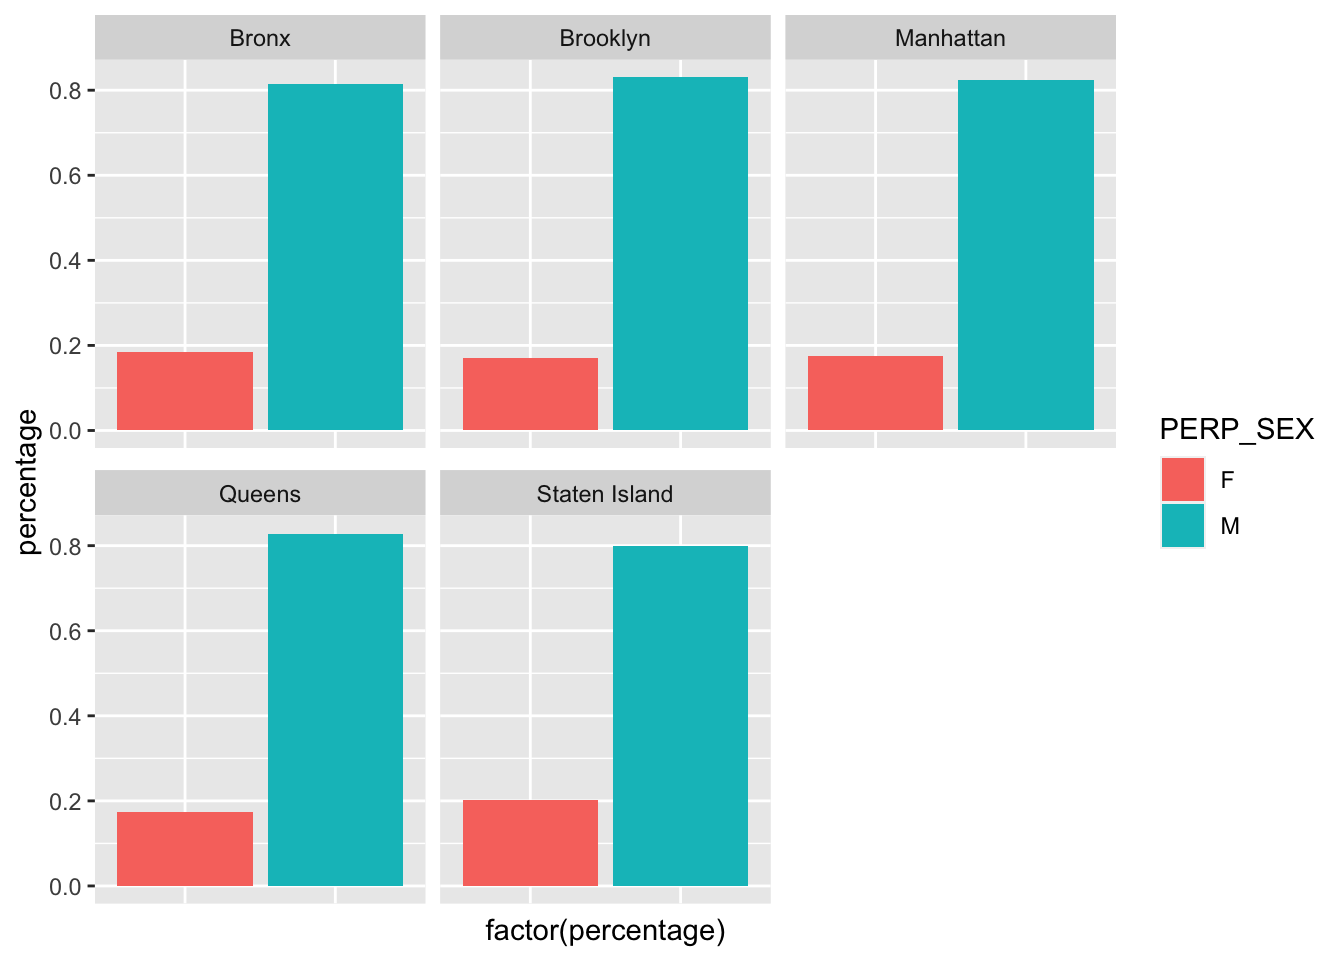 Bronx
Brooklyn
Manhattan
0.8
0.6
0.4
0.2
0.0
percentage
Queens
Staten Island
0.8
0.6
0.4
0.2
0.0
factor(percentage)
PERP_SEX
F
M